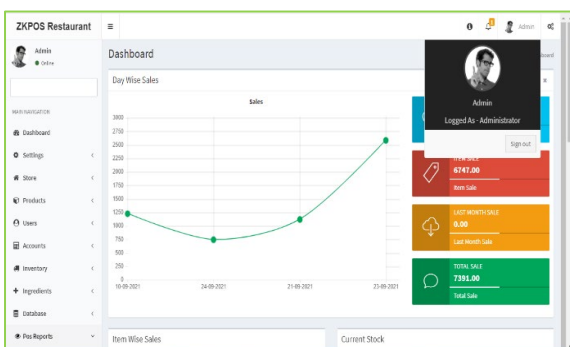 ZKPOS Restaurant
Admin
Admin
Online
Dashboard
Day Wise Sales
MAIN NAVIGATION
Dashboard
Settings
Store
Products
Users
Accounts
Inventory
Ingredients
Database
Pos Reports
Sales
3000
2750
2500
2250
2000
1750
1500
1250
1000
750
500
250
0
10-09-2021
24-09-2021
21-09-2021
23-09-2021
Admin
Logged As - Administrator
Sign out
ITEM SALE
6747.00
Item Sale
LAST MONTH SALE
0.00
Last Month Sale
TOTAL SALE
7391.00
Total Sale
Item Wise Sales
Current Stock